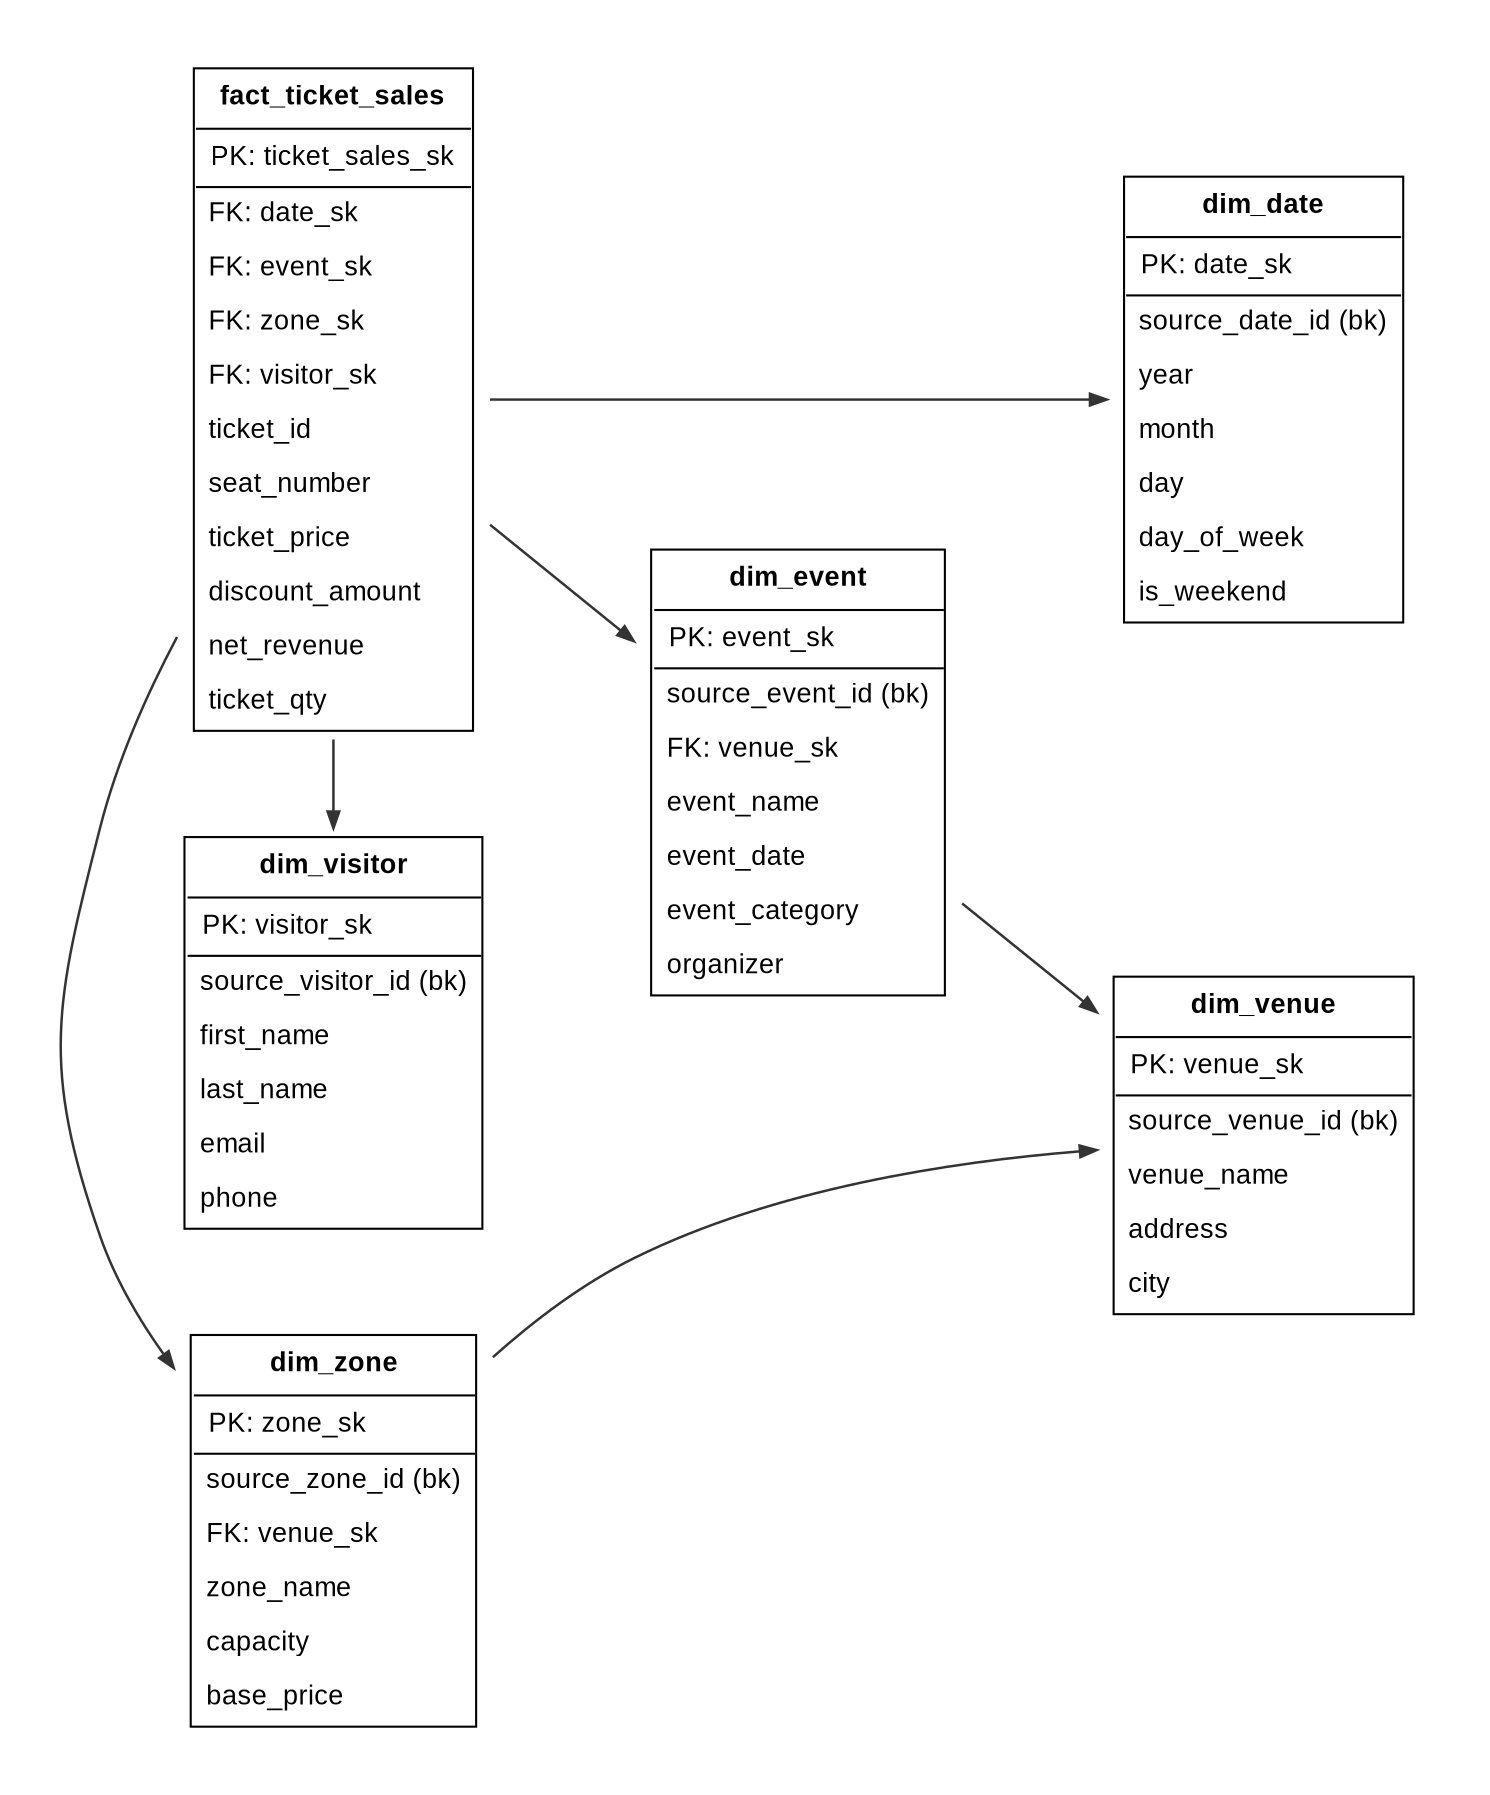 fact_ticket_sales
PK: ticket_sales_sk
FK: date_sk
FK: event_sk
FK: zone_sk
FK: visitor_sk
ticket_id
seat_number
ticket_price
discount_amount
net_revenue
ticket_qty
dim_date
PK: date_sk
source_date_id (bk)
year
month
day
day_of_week
is_weekend
dim_event
PK: event_sk
source_event_id (bk)
FK: venue_sk
event_name
event_date
event_category
organizer
dim_visitor
PK: visitor_sk
source_visitor_id (bk)
first_name
last_name
email
phone
dim_venue
PK: venue_sk
source_venue_id (bk)
venue_name
address
city
dim_zone
PK: zone_sk
source_zone_id (bk)
FK: venue_sk
zone_name
capacity
base_price